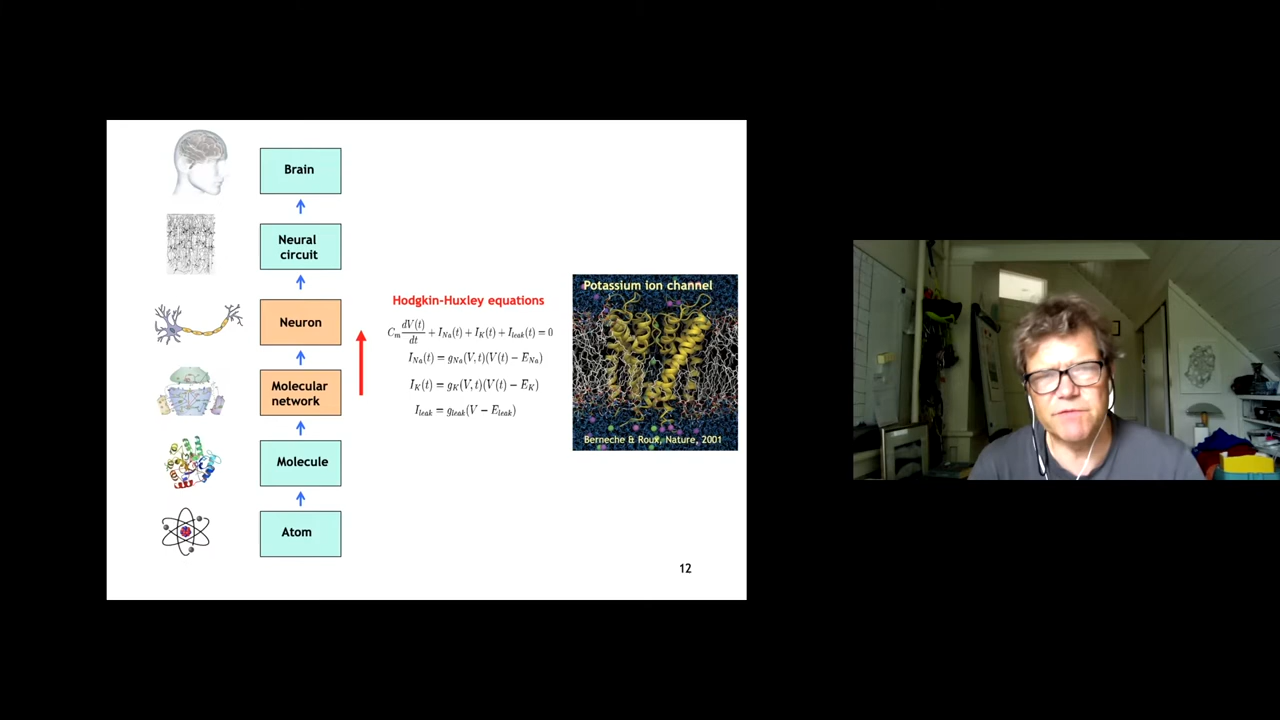 Brain
Neural
circuit
Neuron
Molecular
network
Molecule
Atom
Hodgkin-Huxley equations
C_m dV(t)/dt + I_Na(t) + I_K(t) + I_leak(t) = 0
I_Na(t) = g_Na(V, t)(V(t) − E_Na)
I_K(t) = g_K(V, t)(V(t) − E_K)
I_leak = g_leak(V − E_leak)
Potassium ion channel
Berneche & Roux, Nature, 2001
12